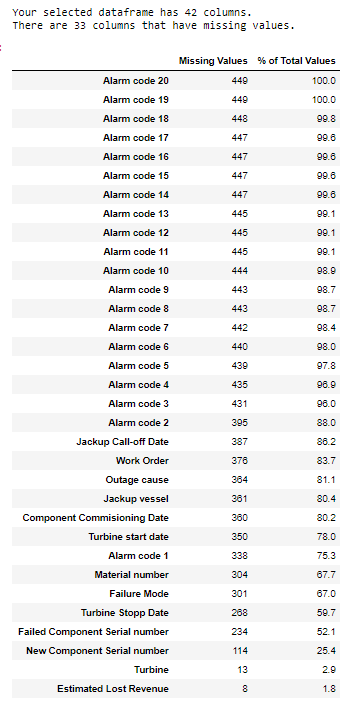 Your selected dataframe has 42 columns.
There are 33 columns that have missing values.
Missing Values % of Total Values
Alarm code 20 449 100.0
Alarm code 19 449 100.0
Alarm code 18 448 99.8
Alarm code 17 447 99.6
Alarm code 16 447 99.6
Alarm code 15 447 99.6
Alarm code 14 447 99.6
Alarm code 13 445 99.1
Alarm code 12 445 99.1
Alarm code 11 445 99.1
Alarm code 10 444 98.9
Alarm code 9 443 98.7
Alarm code 8 443 98.7
Alarm code 7 442 98.4
Alarm code 6 440 98.0
Alarm code 5 439 97.8
Alarm code 4 435 96.9
Alarm code 3 431 96.0
Alarm code 2 395 88.0
Jackup Call-off Date 387 86.2
Work Order 376 83.7
Outage cause 364 81.1
Jackup vessel 361 80.4
Component Commisioning Date 360 80.2
Turbine start date 350 78.0
Alarm code 1 338 75.3
Material number 304 67.7
Failure Mode 301 67.0
Turbine Stopp Date 268 59.7
Failed Component Serial number 234 52.1
New Component Serial number 114 25.4
Turbine 13 2.9
Estimated Lost Revenue 8 1.8